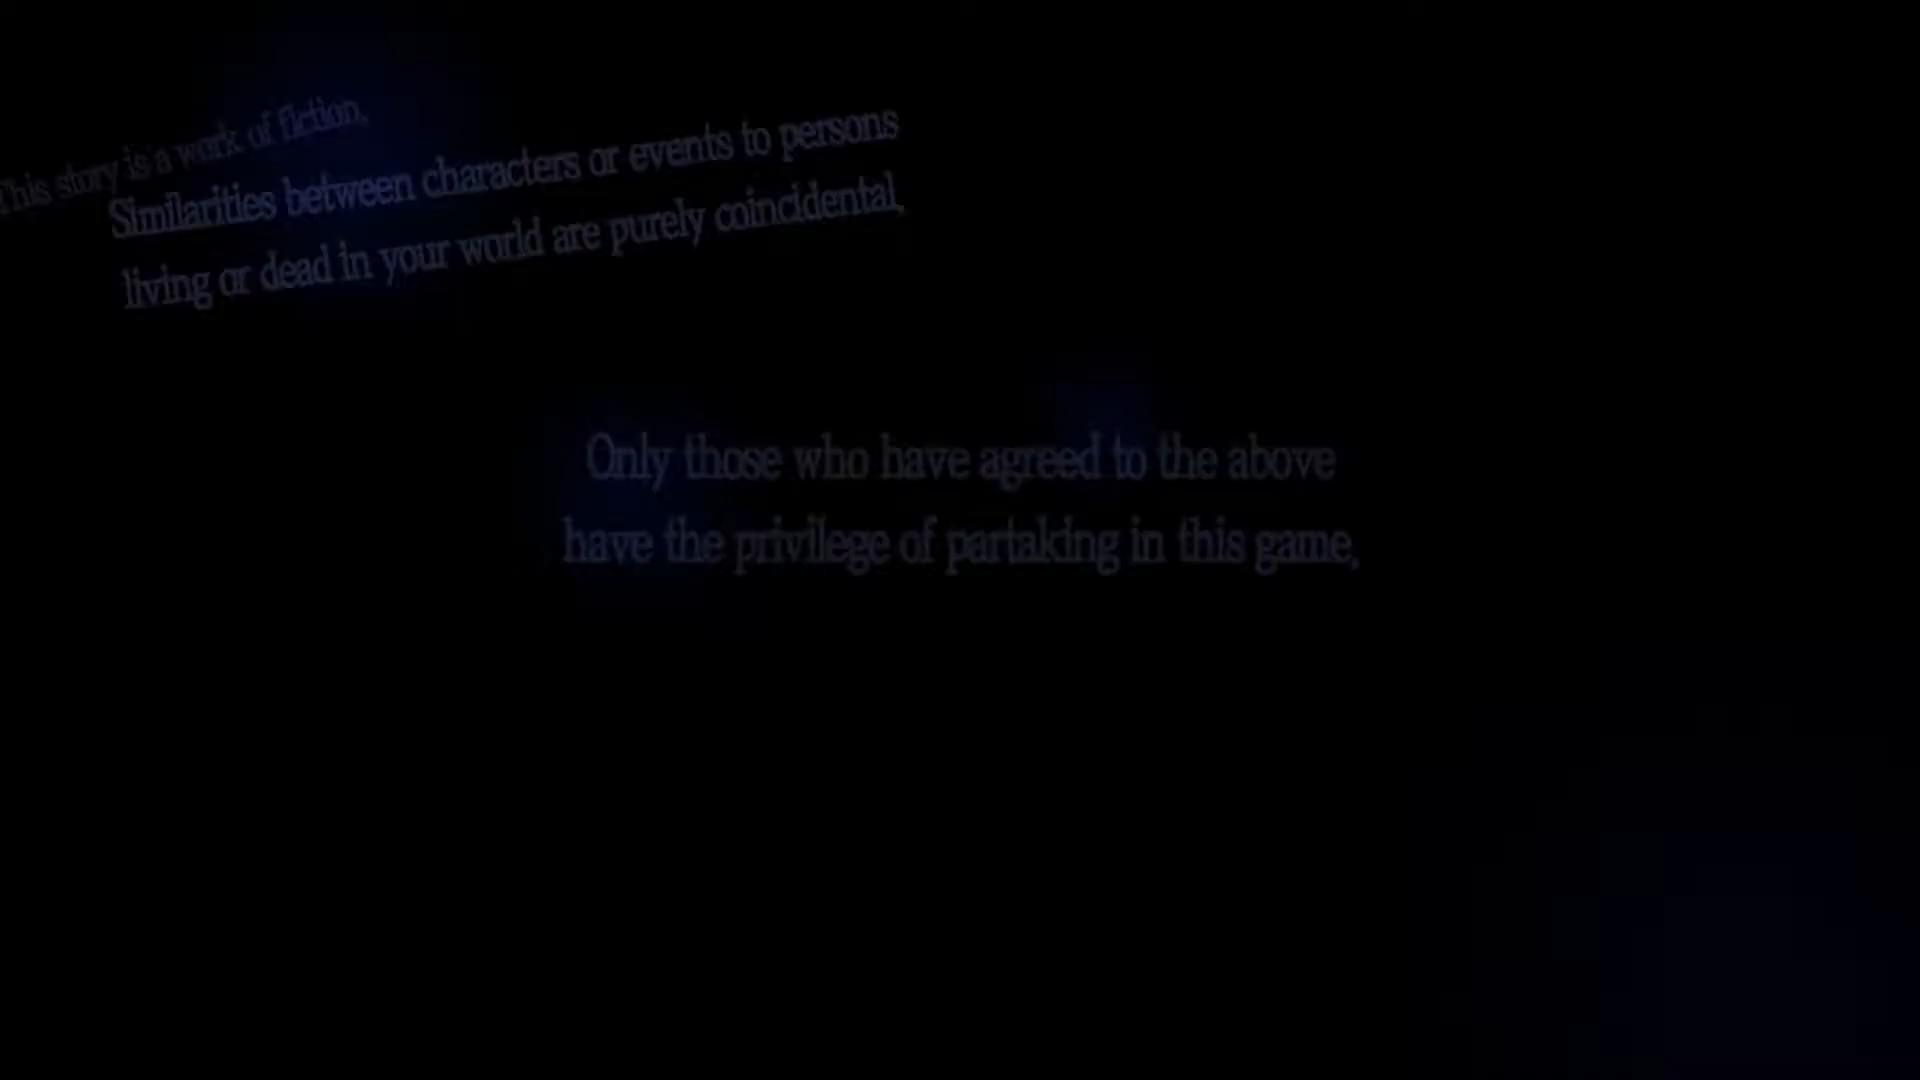 This story is a work of fiction.
Similarities between characters or events to persons
living or dead in your world are purely coincidental.
Only those who have agreed to the above
have the privilege of partaking in this game.